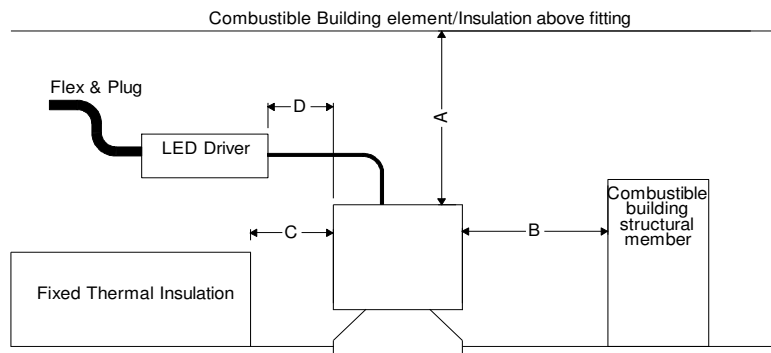 Combustible Building element/Insulation above fitting
Flex & Plug
D
A
LED Driver
Combustible
building
structural
member
C
B
Fixed Thermal Insulation